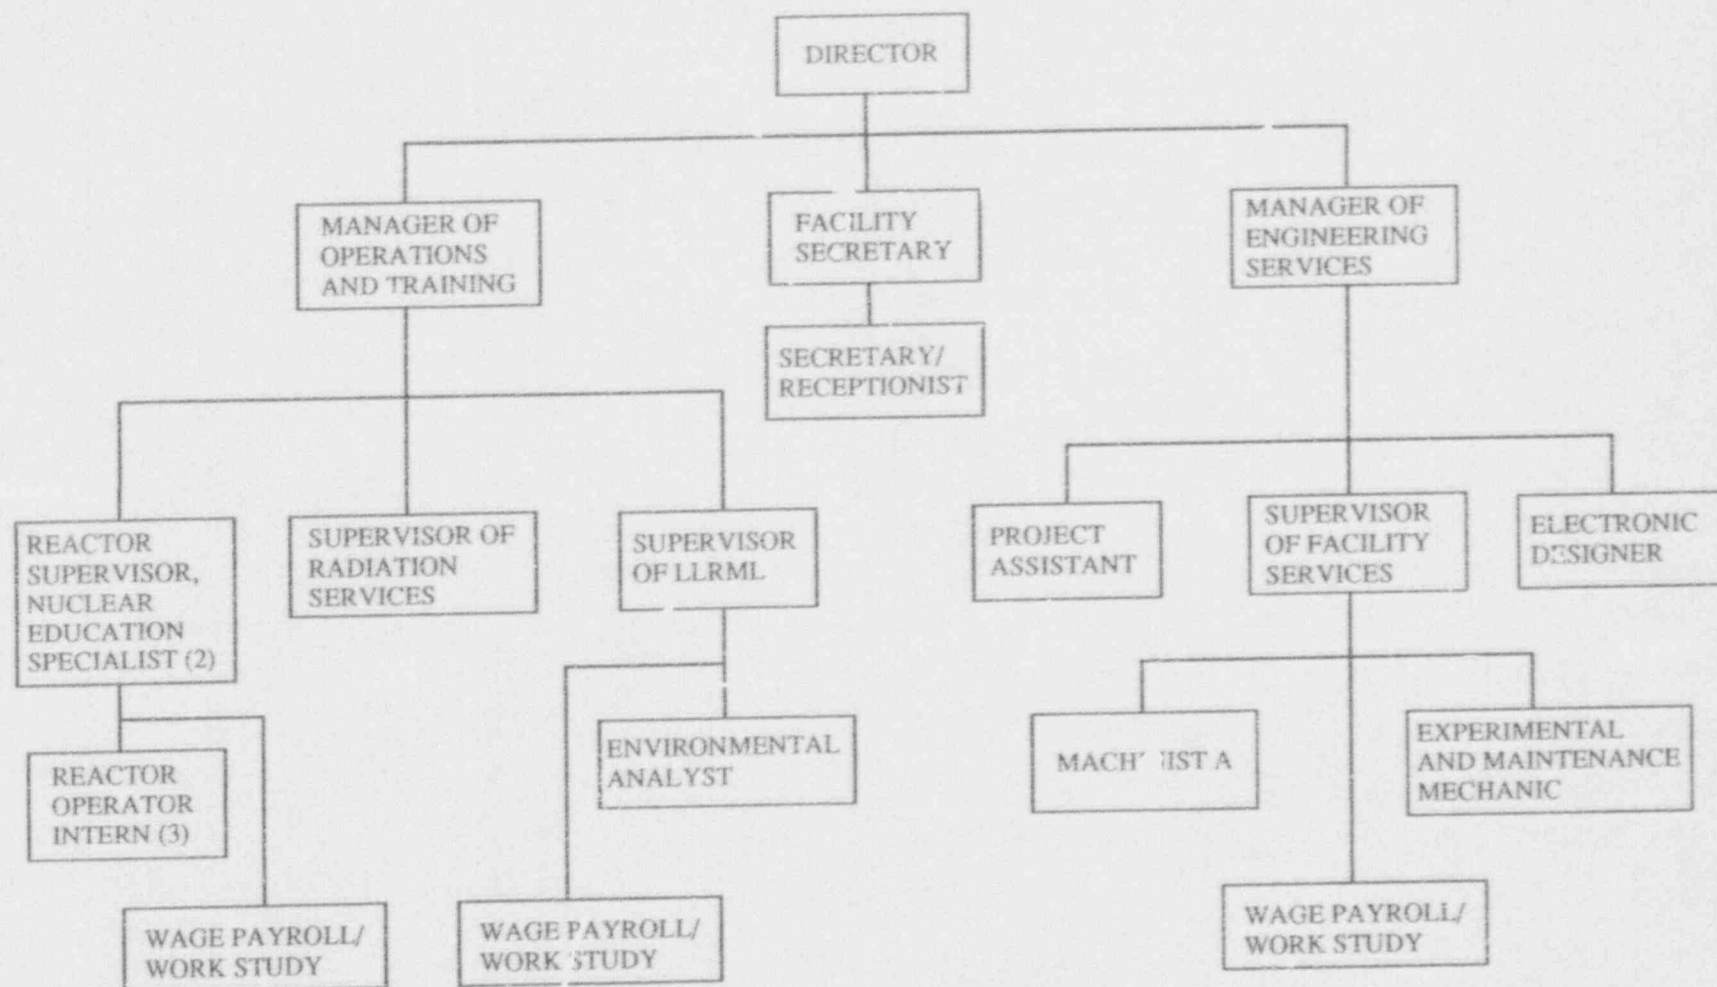 DIRECTOR
MANAGER OF
OPERATIONS
AND TRAINING
FACILITY
SECRETARY
MANAGER OF
ENGINEERING
SERVICES
SECRETARY/
RECEPTIONIST
REACTOR
SUPERVISOR,
NUCLEAR
EDUCATION
SPECIALIST (2)
SUPERVISOR OF
RADIATION
SERVICES
SUPERVISOR
OF LLRML
PROJECT
ASSISTANT
SUPERVISOR
OF FACILITY
SERVICES
ELECTRONIC
DESIGNER
REACTOR
OPERATOR
INTERN (3)
ENVIRONMENTAL
ANALYST
MACHINIST A
EXPERIMENTAL
AND MAINTENANCE
MECHANIC
WAGE PAYROLL/
WORK STUDY
WAGE PAYROLL/
WORK STUDY
WAGE PAYROLL/
WORK STUDY